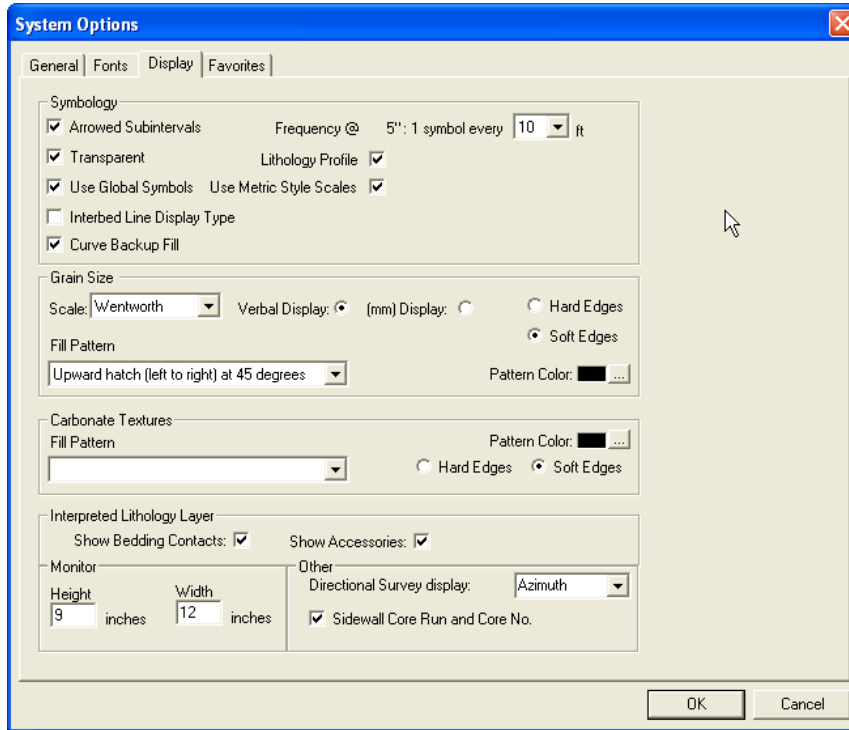 System Options
General Fonts Display Favorites
Symbology
Arrowed Subintervals Frequency @ 5'': 1 symbol every 10 ft
Transparent Lithology Profile
Use Global Symbols Use Metric Style Scales
Interbed Line Display Type
Curve Backup Fill
Grain Size
Scale: Wentworth Verbal Display: (mm) Display: Hard Edges
Soft Edges
Fill Pattern
Upward hatch (left to right) at 45 degrees Pattern Color: ...
Carbonate Textures
Fill Pattern Pattern Color: ...
Hard Edges Soft Edges
Interpreted Lithology Layer
Show Bedding Contacts: Show Accessories:
Monitor Other
Height Width Directional Survey display: Azimuth
9 inches 12 inches Sidewall Core Run and Core No.
OK Cancel